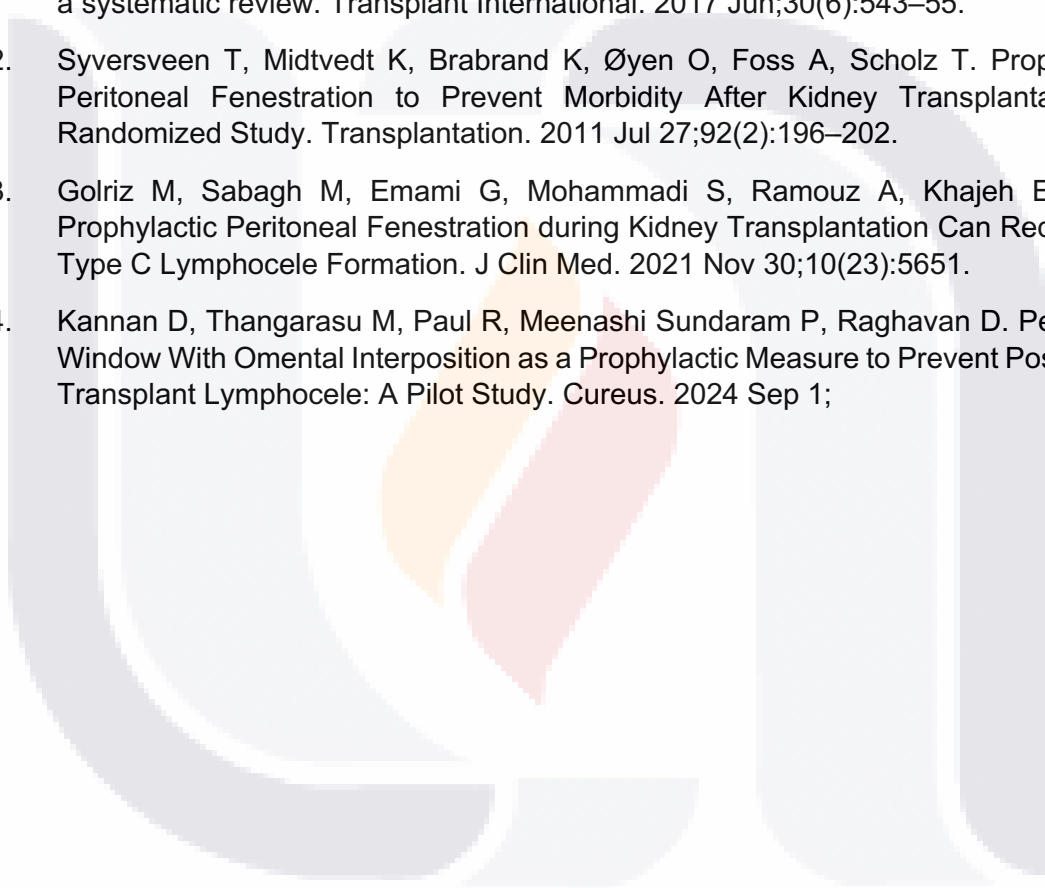 a systematic review. Transplant International. 2017 Jun;30(6):543–55.
2. Syversveen T, Midtvedt K, Brabrand K, Øyen O, Foss A, Scholz T. Prop
Peritoneal Fenestration to Prevent Morbidity After Kidney Transplanta
Randomized Study. Transplantation. 2011 Jul 27;92(2):196–202.
3. Golriz M, Sabagh M, Emami G, Mohammadi S, Ramouz A, Khajeh E
Prophylactic Peritoneal Fenestration during Kidney Transplantation Can Rec
Type C Lymphocele Formation. J Clin Med. 2021 Nov 30;10(23):5651.
4. Kannan D, Thangarasu M, Paul R, Meenashi Sundaram P, Raghavan D. Pe
Window With Omental Interposition as a Prophylactic Measure to Prevent Pos
Transplant Lymphocele: A Pilot Study. Cureus. 2024 Sep 1;